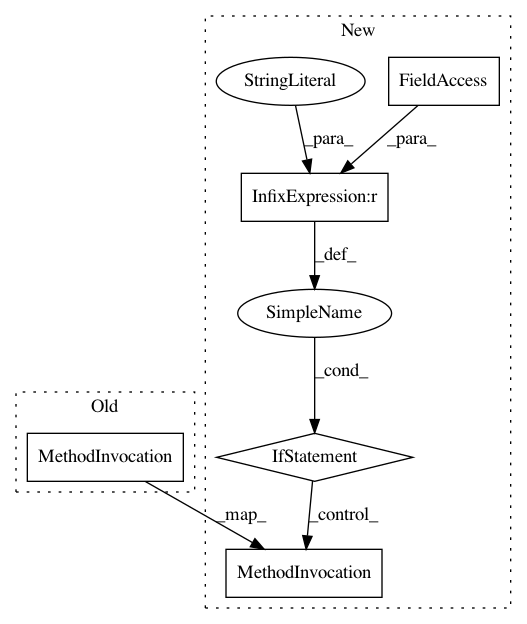 New
StringLiteral
FieldAccess
_para_
_para_
InfixExpression:r
_def_
SimpleName
_cond_
Old
MethodInvocation
IfStatement
_map_
_control_
MethodInvocation